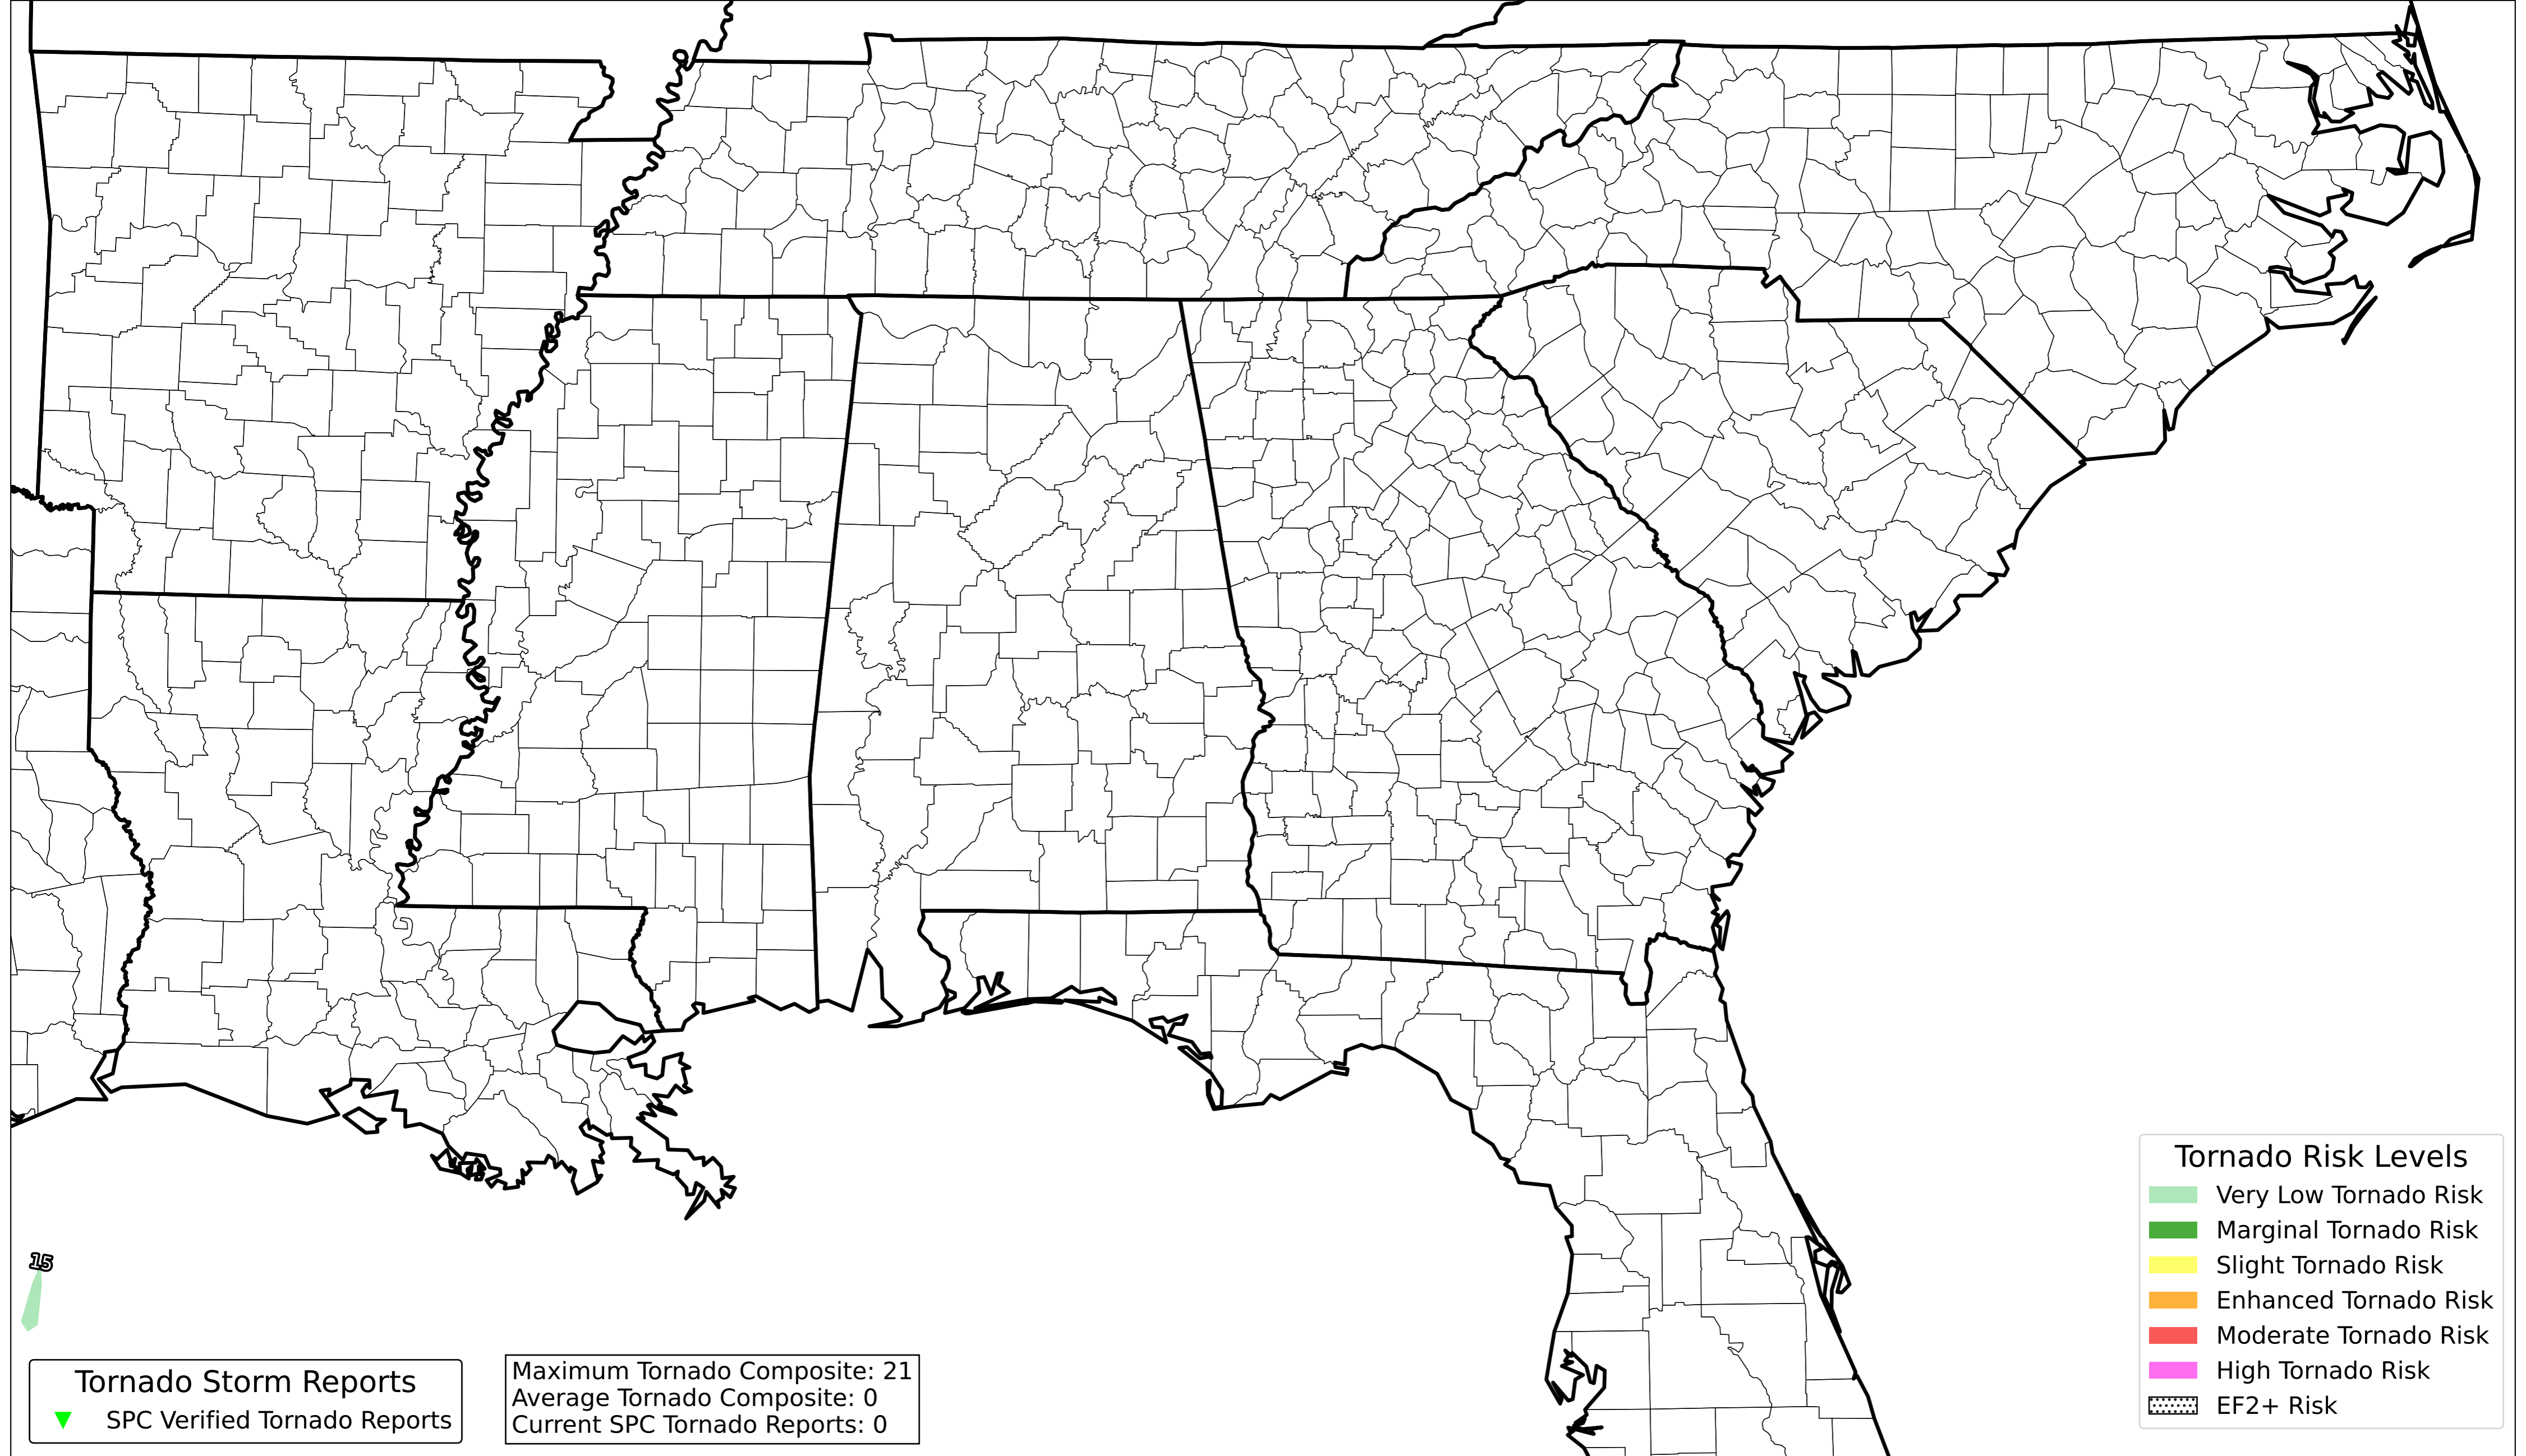 15
Tornado Storm Reports
SPC Verified Tornado Reports
Maximum Tornado Composite: 21
Average Tornado Composite: 0
Current SPC Tornado Reports: 0
Tornado Risk Levels
Very Low Tornado Risk
Marginal Tornado Risk
Slight Tornado Risk
Enhanced Tornado Risk
Moderate Tornado Risk
High Tornado Risk
EF2+ Risk